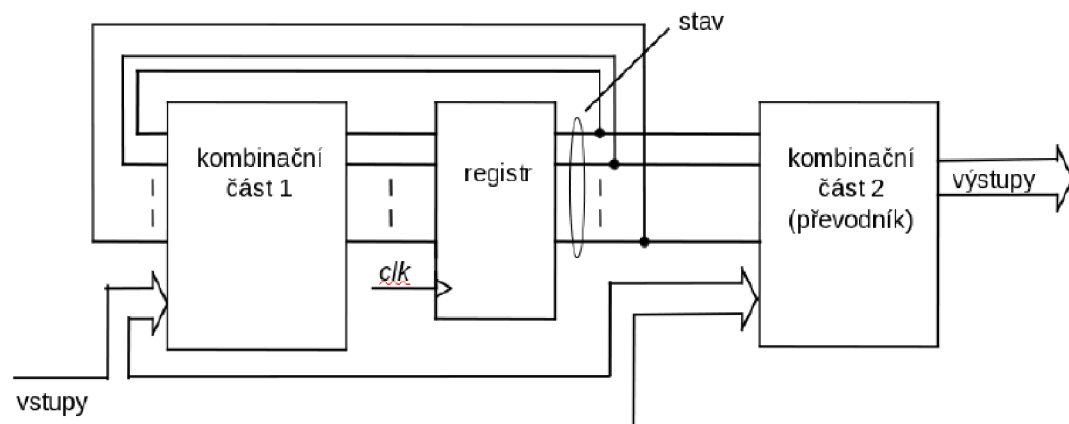 stav
kombinační
část 1
registr
kombinační
část 2
(převodník)
výstupy
clk
vstupy